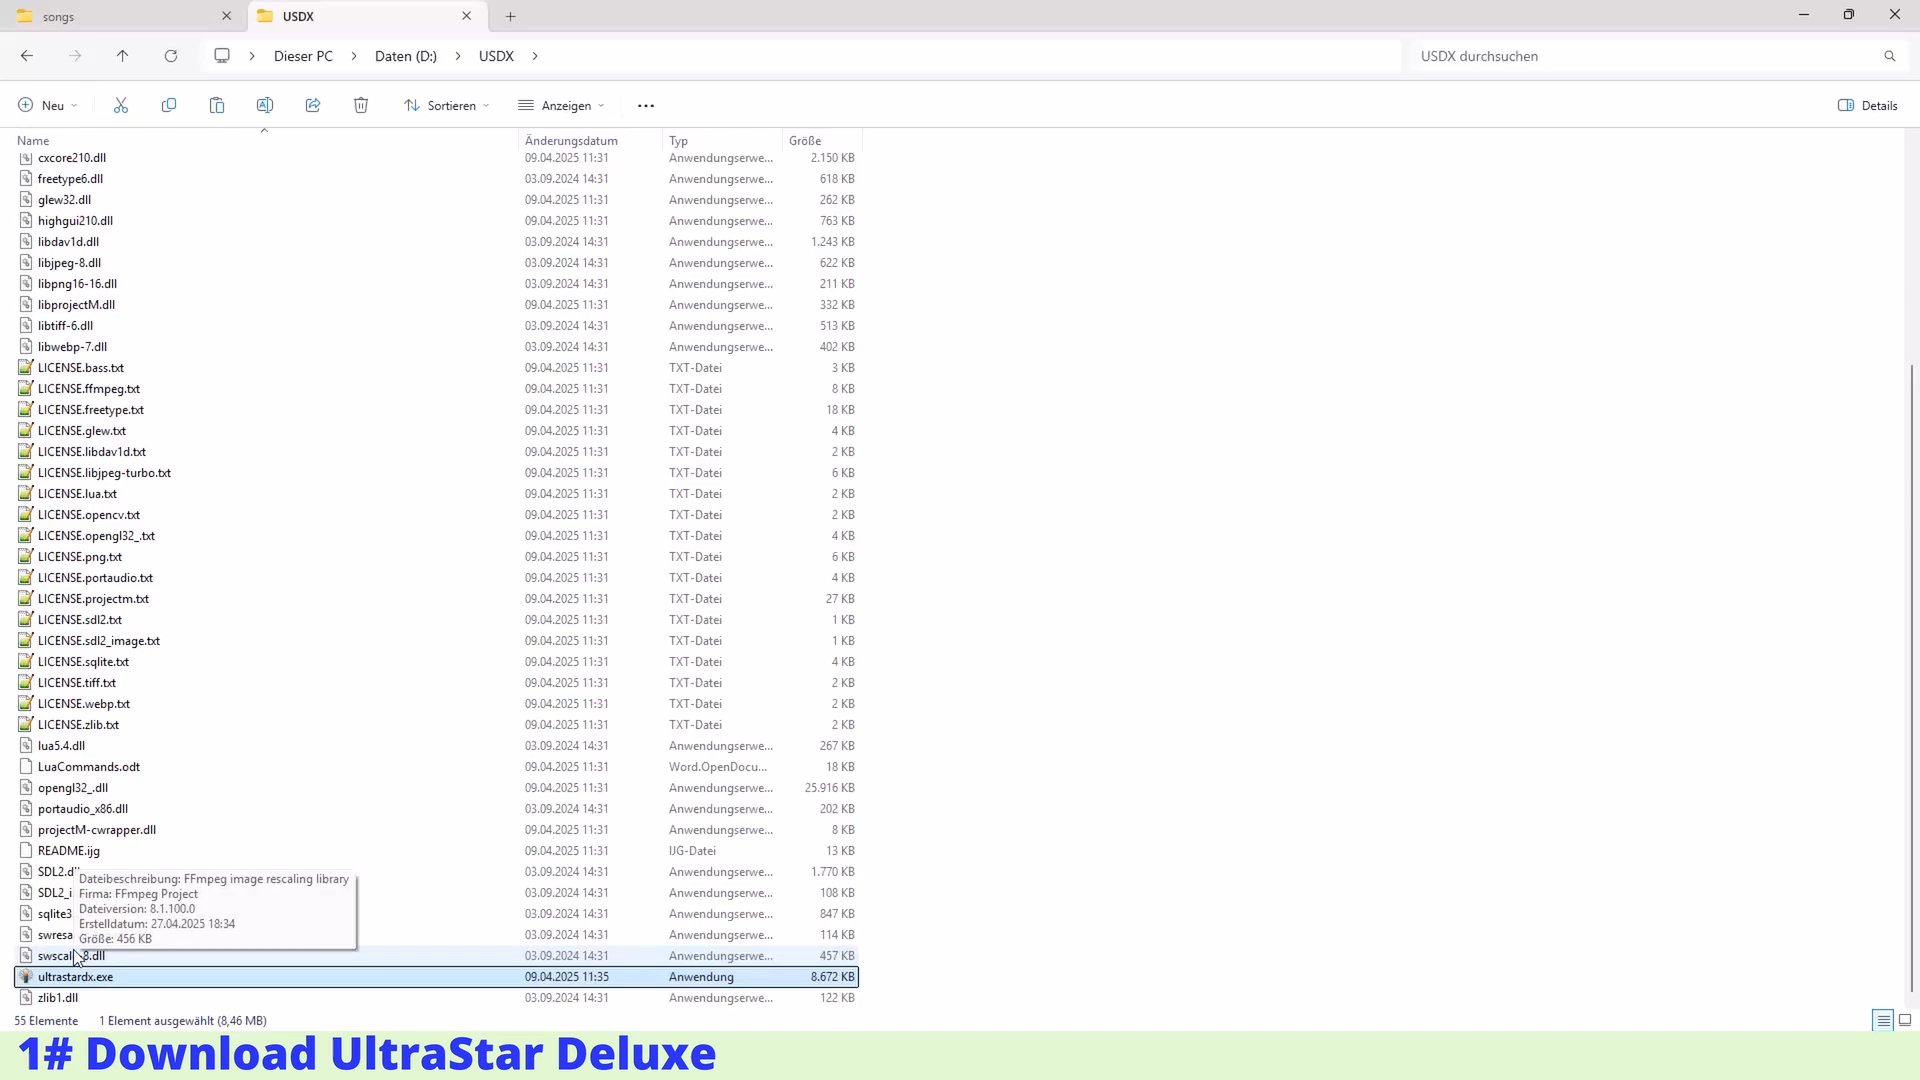 songs
USDX
Dieser PC
Daten (D:)
USDX
USDX durchsuchen
Neu
Sortieren
Anzeigen
Details
Name Änderungsdatum Typ Größe
cxcore210.dll 09.04.2025 11:31 Anwendungserwe... 2.150 KB
freetype6.dll 03.09.2024 14:31 Anwendungserwe... 618 KB
glew32.dll 09.04.2025 11:31 Anwendungserwe... 262 KB
highgui210.dll 09.04.2025 11:31 Anwendungserwe... 763 KB
libdav1d.dll 03.09.2024 14:31 Anwendungserwe... 1.243 KB
libjpeg-8.dll 03.09.2024 14:31 Anwendungserwe... 622 KB
libpng16-16.dll 03.09.2024 14:31 Anwendungserwe... 211 KB
libprojectM.dll 09.04.2025 11:31 Anwendungserwe... 332 KB
libtiff-6.dll 03.09.2024 14:31 Anwendungserwe... 513 KB
libwebp-7.dll 03.09.2024 14:31 Anwendungserwe... 402 KB
LICENSE.bass.txt 09.04.2025 11:31 TXT-Datei 3 KB
LICENSE.ffmpeg.txt 09.04.2025 11:31 TXT-Datei 8 KB
LICENSE.freetype.txt 09.04.2025 11:31 TXT-Datei 18 KB
LICENSE.glew.txt 09.04.2025 11:31 TXT-Datei 4 KB
LICENSE.libdav1d.txt 09.04.2025 11:31 TXT-Datei 2 KB
LICENSE.libjpeg-turbo.txt 09.04.2025 11:31 TXT-Datei 6 KB
LICENSE.lua.txt 09.04.2025 11:31 TXT-Datei 2 KB
LICENSE.opencv.txt 09.04.2025 11:31 TXT-Datei 2 KB
LICENSE.opengl32_.txt 09.04.2025 11:31 TXT-Datei 4 KB
LICENSE.png.txt 09.04.2025 11:31 TXT-Datei 6 KB
LICENSE.portaudio.txt 09.04.2025 11:31 TXT-Datei 4 KB
LICENSE.projectm.txt 09.04.2025 11:31 TXT-Datei 27 KB
LICENSE.sdl2.txt 09.04.2025 11:31 TXT-Datei 1 KB
LICENSE.sdl2_image.txt 09.04.2025 11:31 TXT-Datei 1 KB
LICENSE.sqlite.txt 09.04.2025 11:31 TXT-Datei 4 KB
LICENSE.tiff.txt 09.04.2025 11:31 TXT-Datei 2 KB
LICENSE.webp.txt 09.04.2025 11:31 TXT-Datei 2 KB
LICENSE.zlib.txt 09.04.2025 11:31 TXT-Datei 2 KB
lua5.4.dll 03.09.2024 14:31 Anwendungserwe... 267 KB
LuaCommands.odt 09.04.2025 11:31 Word.OpenDocu... 18 KB
opengl32_.dll 09.04.2025 11:31 Anwendungserwe... 25.916 KB
portaudio_x86.dll 03.09.2024 14:31 Anwendungserwe... 202 KB
projectM-cwrapper.dll 09.04.2025 11:31 Anwendungserwe... 8 KB
README.ijg 09.04.2025 11:31 IJG-Datei 13 KB
SDL2.d 03.09.2024 14:31 Anwendungserwe... 1.770 KB
SDL2_i 03.09.2024 14:31 Anwendungserwe... 108 KB
sqlite3 03.09.2024 14:31 Anwendungserwe... 847 KB
swresa 03.09.2024 14:31 Anwendungserwe... 114 KB
Dateibeschreibung: FFmpeg image rescaling library
Firma: FFmpeg Project
Dateiversion: 8.1.100.0
Erstelldatum: 27.04.2025 18:34
Größe: 456 KB
swscal 8.dll 03.09.2024 14:31 Anwendungserwe... 457 KB
ultrastardx.exe 09.04.2025 11:35 Anwendung 8.672 KB
zlib1.dll 03.09.2024 14:31 Anwendungserwe... 122 KB
55 Elemente 1 Element ausgewählt (8,46 MB)
1# Download UltraStar Deluxe